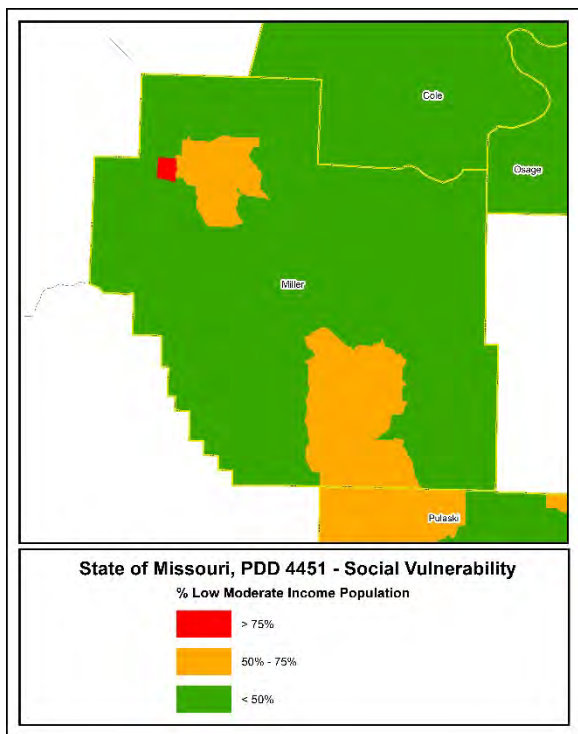 Cole
Osage
Miller
Pulaski
State of Missouri, PDD 4451 - Social Vulnerability
% Low Moderate Income Population
> 75%
50% - 75%
< 50%